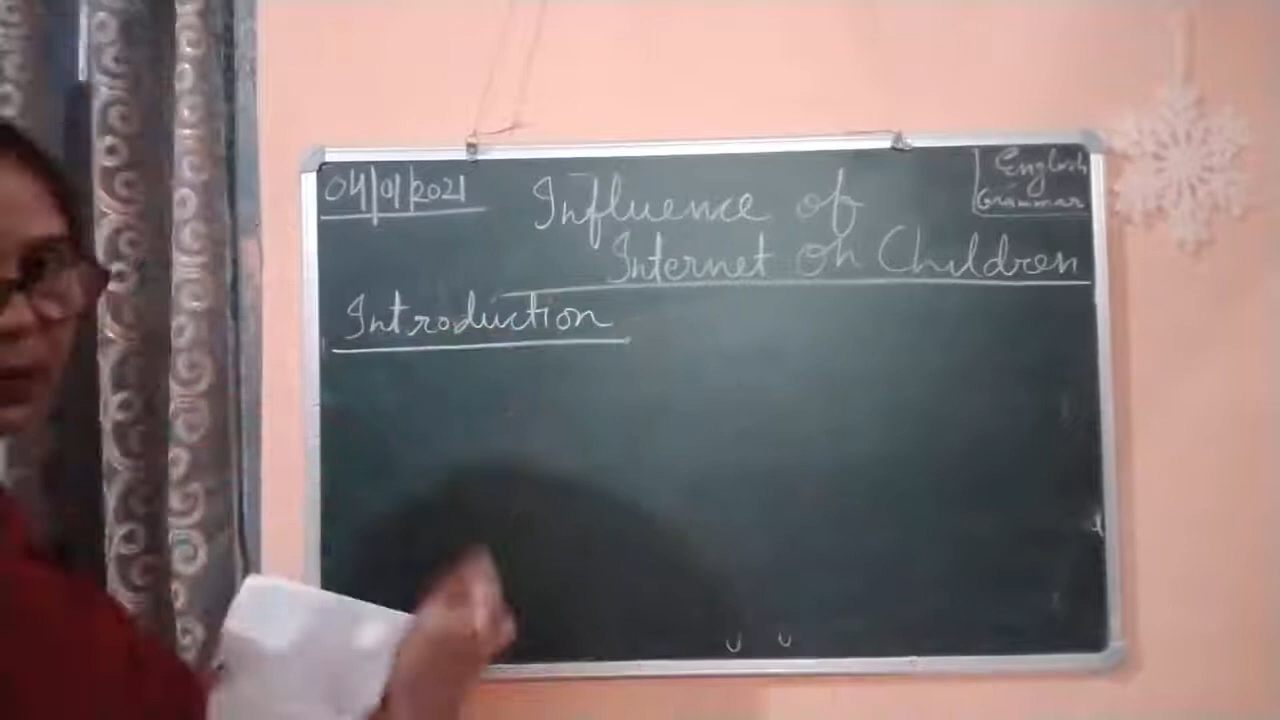 04/01/2021
English
Grammar
Influence of
Internet On Children
Introduction